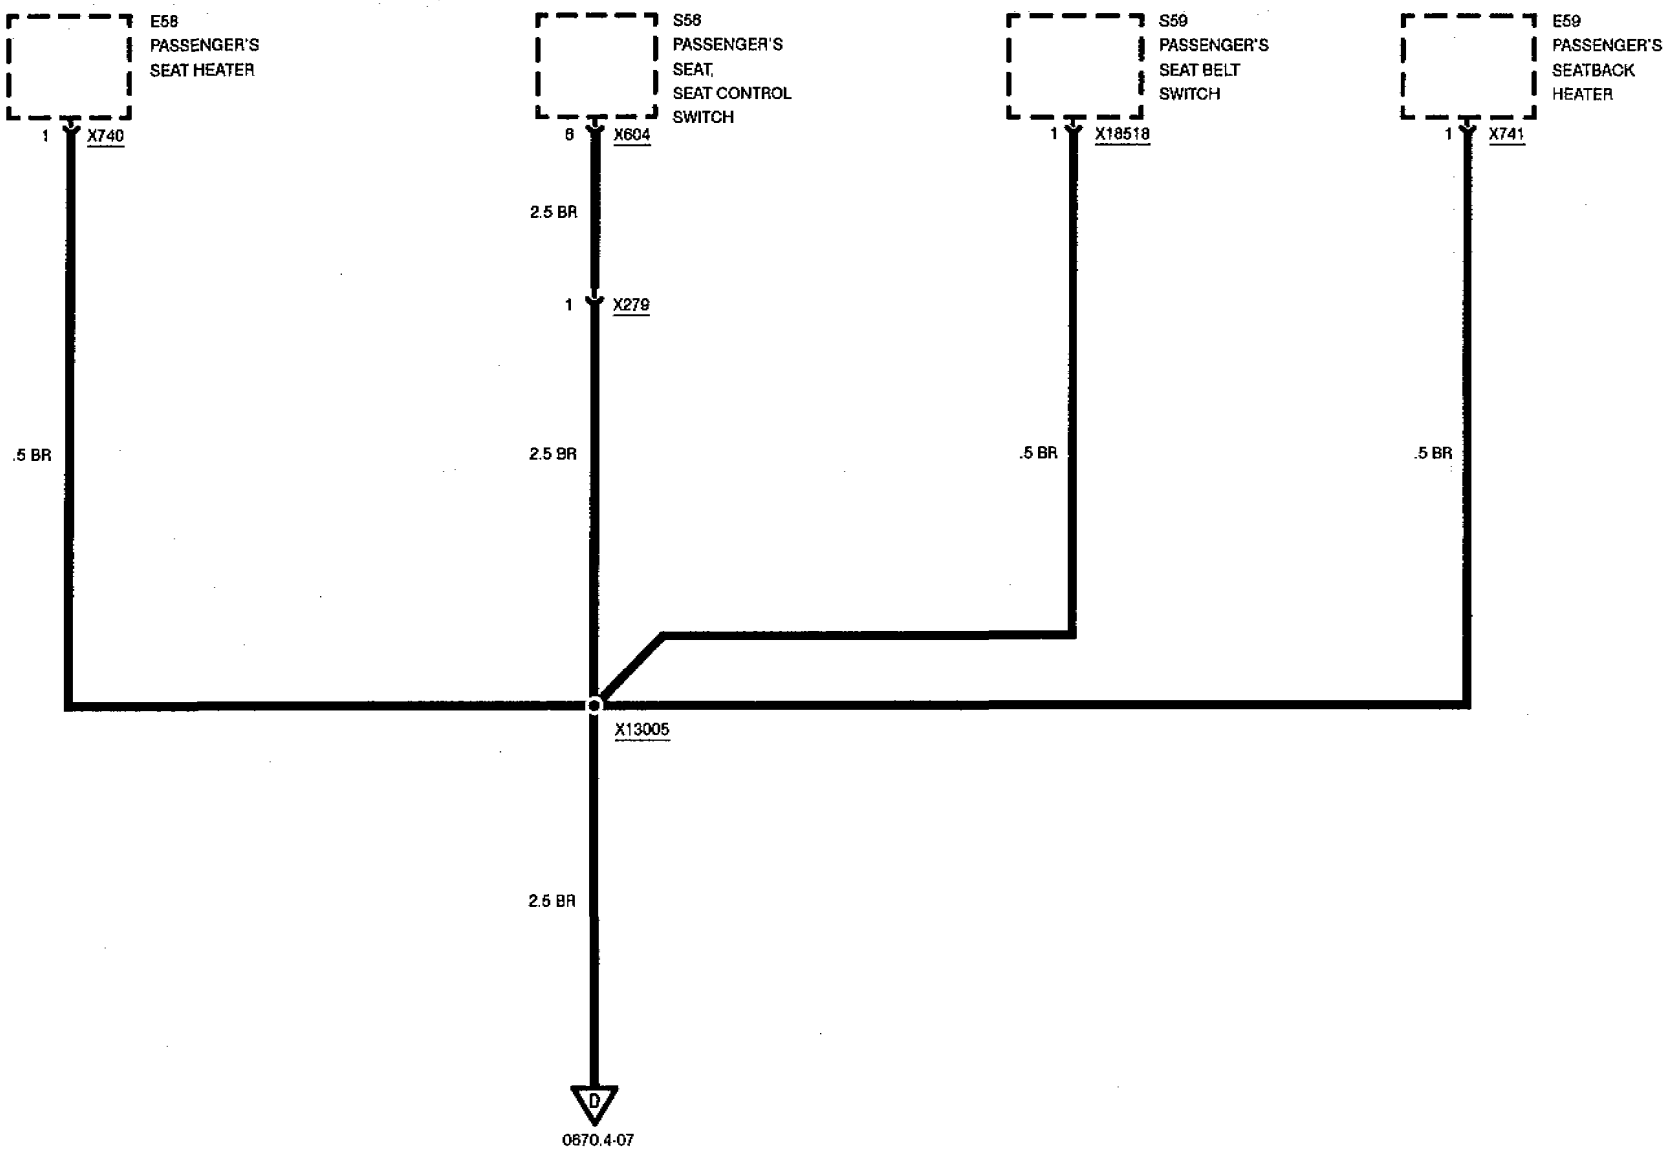 E58
PASSENGER'S
SEAT HEATER
1
X740
S56
PASSENGER'S
SEAT,
SEAT CONTROL
SWITCH
6
X604
S59
PASSENGER'S
SEAT BELT
SWITCH
1
X18518
E59
PASSENGER'S
SEATBACK
HEATER
1
X741
2.5 BR
1
X279
.5 BR
2.5 BR
.5 BR
.5 BR
X13005
2.5 BR
D
0670.4-07